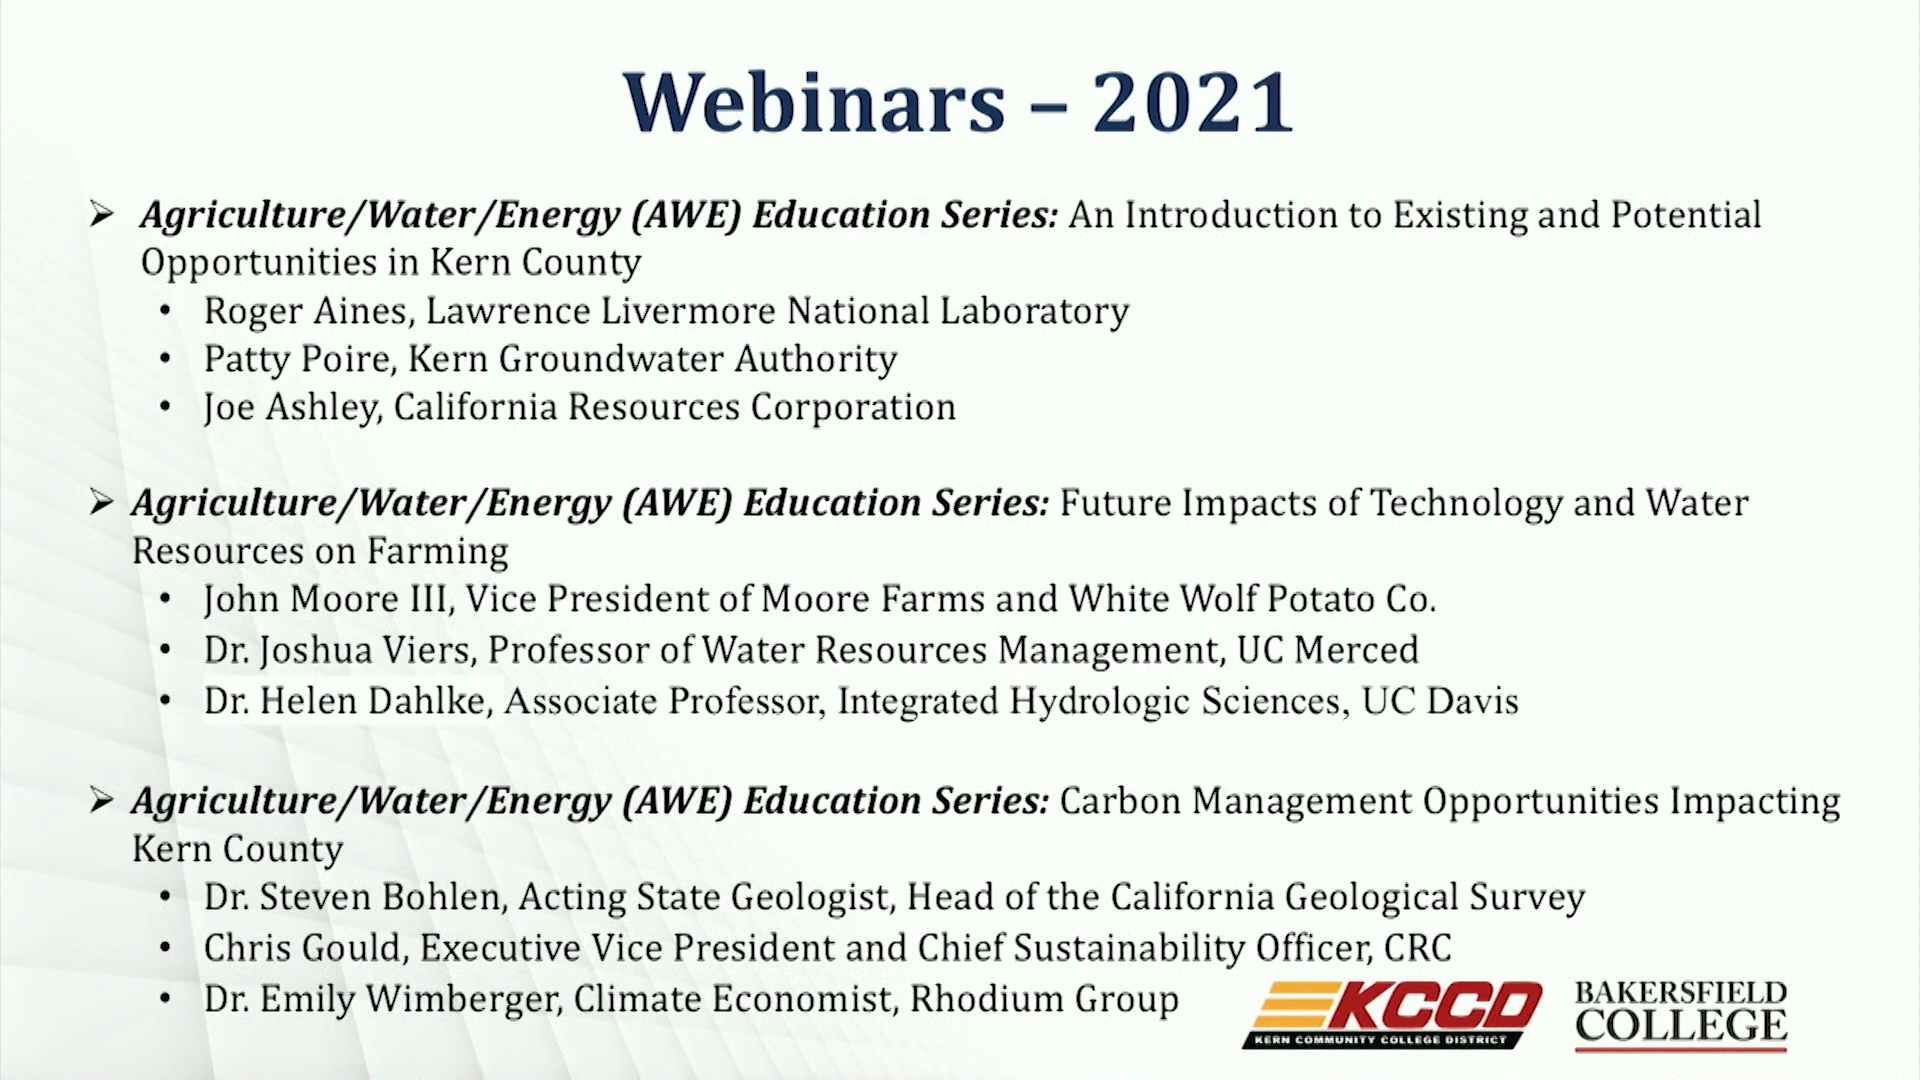 Webinars – 2021
➢ Agriculture/Water/Energy (AWE) Education Series: An Introduction to Existing and Potential
Opportunities in Kern County
• Roger Aines, Lawrence Livermore National Laboratory
• Patty Poire, Kern Groundwater Authority
• Joe Ashley, California Resources Corporation
➢ Agriculture/Water/Energy (AWE) Education Series: Future Impacts of Technology and Water
Resources on Farming
• John Moore III, Vice President of Moore Farms and White Wolf Potato Co.
• Dr. Joshua Viers, Professor of Water Resources Management, UC Merced
• Dr. Helen Dahlke, Associate Professor, Integrated Hydrologic Sciences, UC Davis
➢ Agriculture/Water/Energy (AWE) Education Series: Carbon Management Opportunities Impacting
Kern County
• Dr. Steven Bohlen, Acting State Geologist, Head of the California Geological Survey
• Chris Gould, Executive Vice President and Chief Sustainability Officer, CRC
• Dr. Emily Wimberger, Climate Economist, Rhodium Group
KCCD
KERN COMMUNITY COLLEGE DISTRICT
BAKERSFIELD
COLLEGE